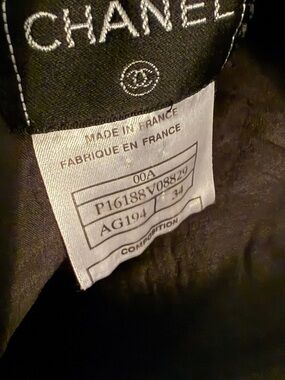 CHANEL
MADE IN FRANCE
FABRIQUE EN FRANCE
00A
P16188V08829
AG194 34
COMPOSITION